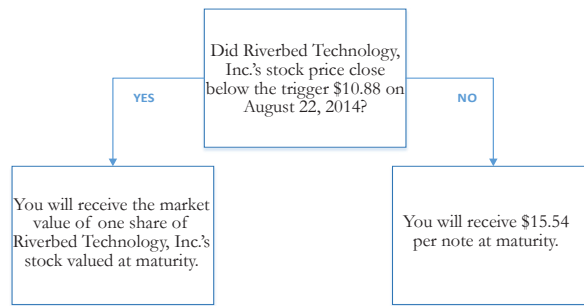 Did Riverbed Technology,
Inc.'s stock price close
below the trigger $10.88 on
August 22, 2014?
YES
NO
You will receive the market
value of one share of
Riverbed Technology, Inc.'s
stock valued at maturity.
You will receive $15.54
per note at maturity.